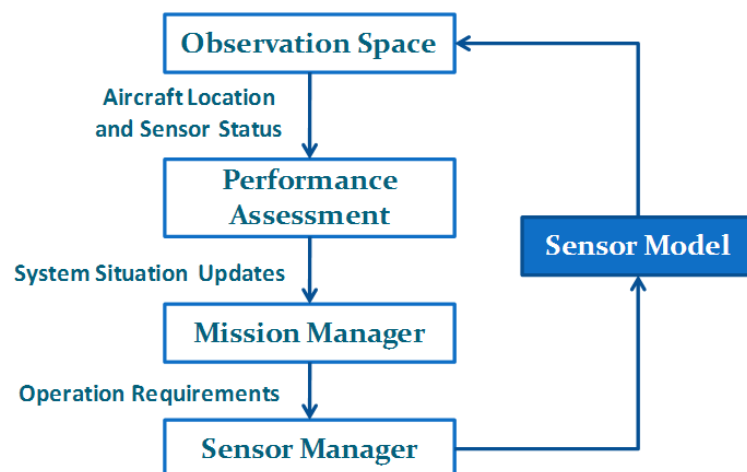 Observation Space
Aircraft Location
and Sensor Status
Performance
Assessment
Sensor Model
System Situation Updates
Mission Manager
Operation Requirements
Sensor Manager